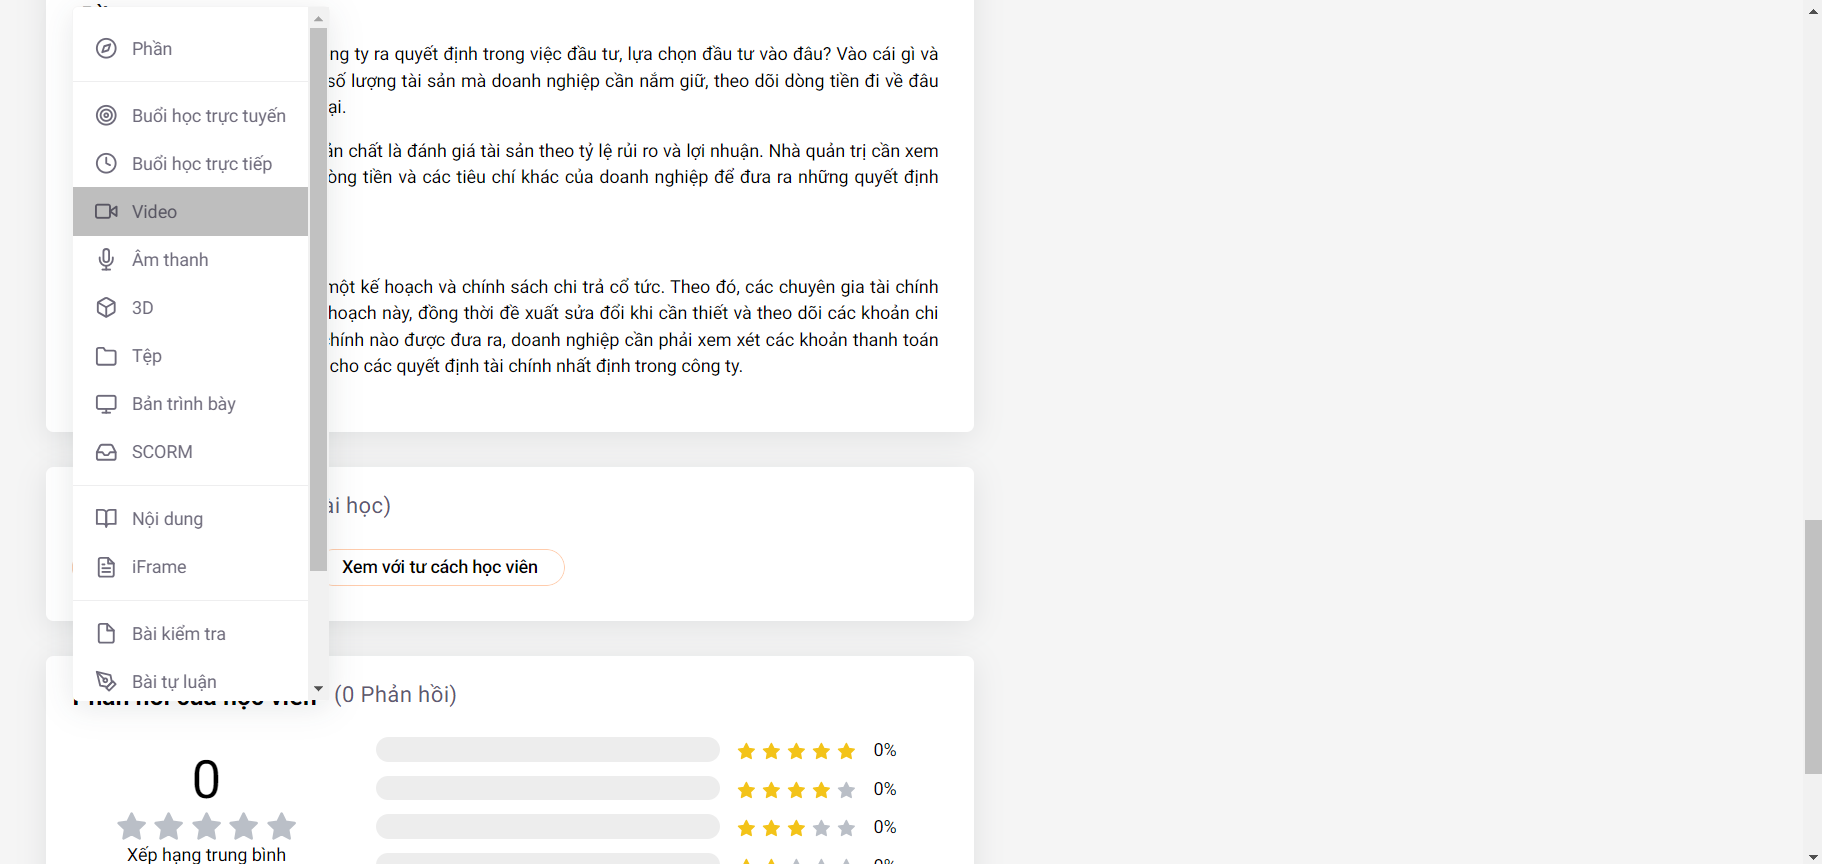 Phần
Buổi học trực tuyến
Buổi học trực tiếp
Video
Âm thanh
3D
Tệp
Bản trình bày
SCORM
Nội dung
iFrame
Bài kiểm tra
Bài tự luận
ng ty ra quyết định trong việc đầu tư, lựa chọn đầu tư vào đâu? Vào cái gì và
số lượng tài sản mà doanh nghiệp cần nắm giữ, theo dõi dòng tiền đi về đâu
ại.
ản chất là đánh giá tài sản theo tỷ lệ rủi ro và lợi nhuận. Nhà quản trị cần xem
òng tiền và các tiêu chí khác của doanh nghiệp để đưa ra những quyết định
một kế hoạch và chính sách chi trả cổ tức. Theo đó, các chuyên gia tài chính
hoạch này, đồng thời đề xuất sửa đổi khi cần thiết và theo dõi các khoản chi
chính nào được đưa ra, doanh nghiệp cần phải xem xét các khoản thanh toán
cho các quyết định tài chính nhất định trong công ty.
ài học)
Xem với tư cách học viên
Phản hồi của học viên (0 Phản hồi)
0
Xếp hạng trung bình
0%
0%
0%
0%